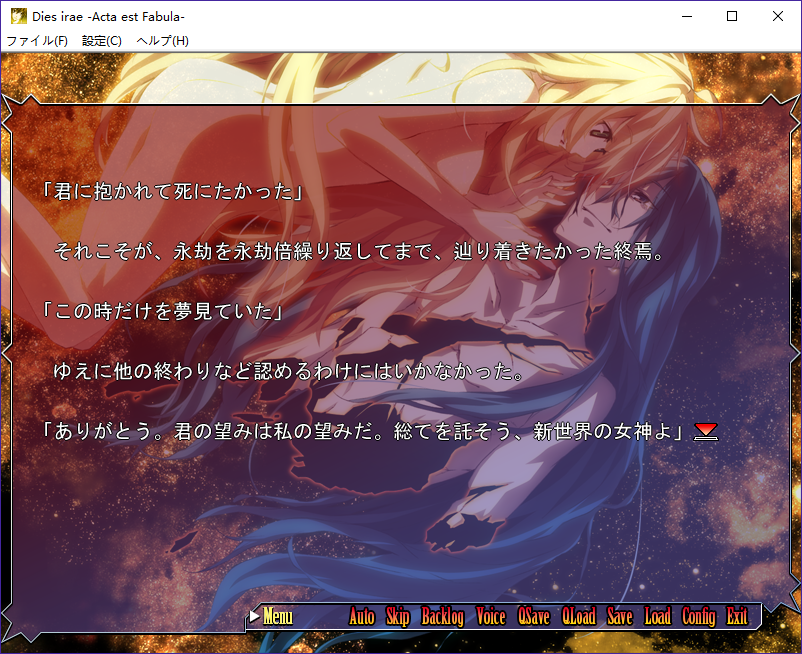 Dies irae -Acta est Fabula-
ファイル(F) 設定(C) ヘルプ(H)
「君に抱かれて死にたかった」
それこそが、永劫を永劫倍繰り返してまで、辿り着きたかった終焉。
「この時だけを夢見ていた」
ゆえに他の終わりなど認めるわけにはいかなかった。
「ありがとう。君の望みは私の望みだ。総てを託そう、新世界の女神よ」
Menu Auto Skip Backlog Voice QSave QLoad Save Load Config Exit